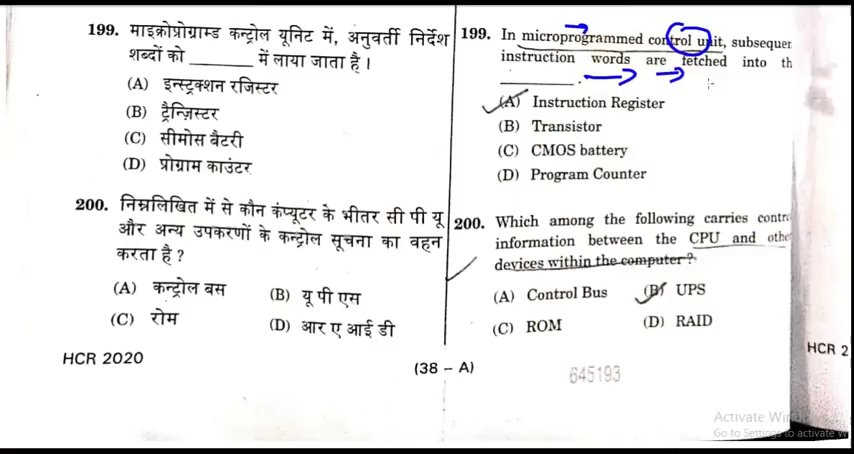 199. माइक्रोप्रोग्राम्ड कन्ट्रोल यूनिट में, अनुवर्ती निर्देश
शब्दों को ________ में लाया जाता है।
(A) इन्स्ट्रक्शन रजिस्टर
(B) ट्रैन्ज़िस्टर
(C) सीमोस बैटरी
(D) प्रोग्राम काउंटर
200. निम्नलिखित में से कौन कंप्यूटर के भीतर सी पी यू
और अन्य उपकरणों के कन्ट्रोल सूचना का वहन
करता है ?
(A) कन्ट्रोल बस
(B) यू पी एस
(C) रोम
(D) आर ए आई डी
HCR 2020
199. In microprogrammed control unit, subsequen
instruction words are fetched into th
________ .
(A) Instruction Register
(B) Transistor
(C) CMOS battery
(D) Program Counter
200. Which among the following carries contro
information between the CPU and othe
devices within the computer ?
(A) Control Bus
(B) UPS
(C) ROM
(D) RAID
(38 – A)
645193
HCR 2
Activate Wi
Go to Settings to activate W